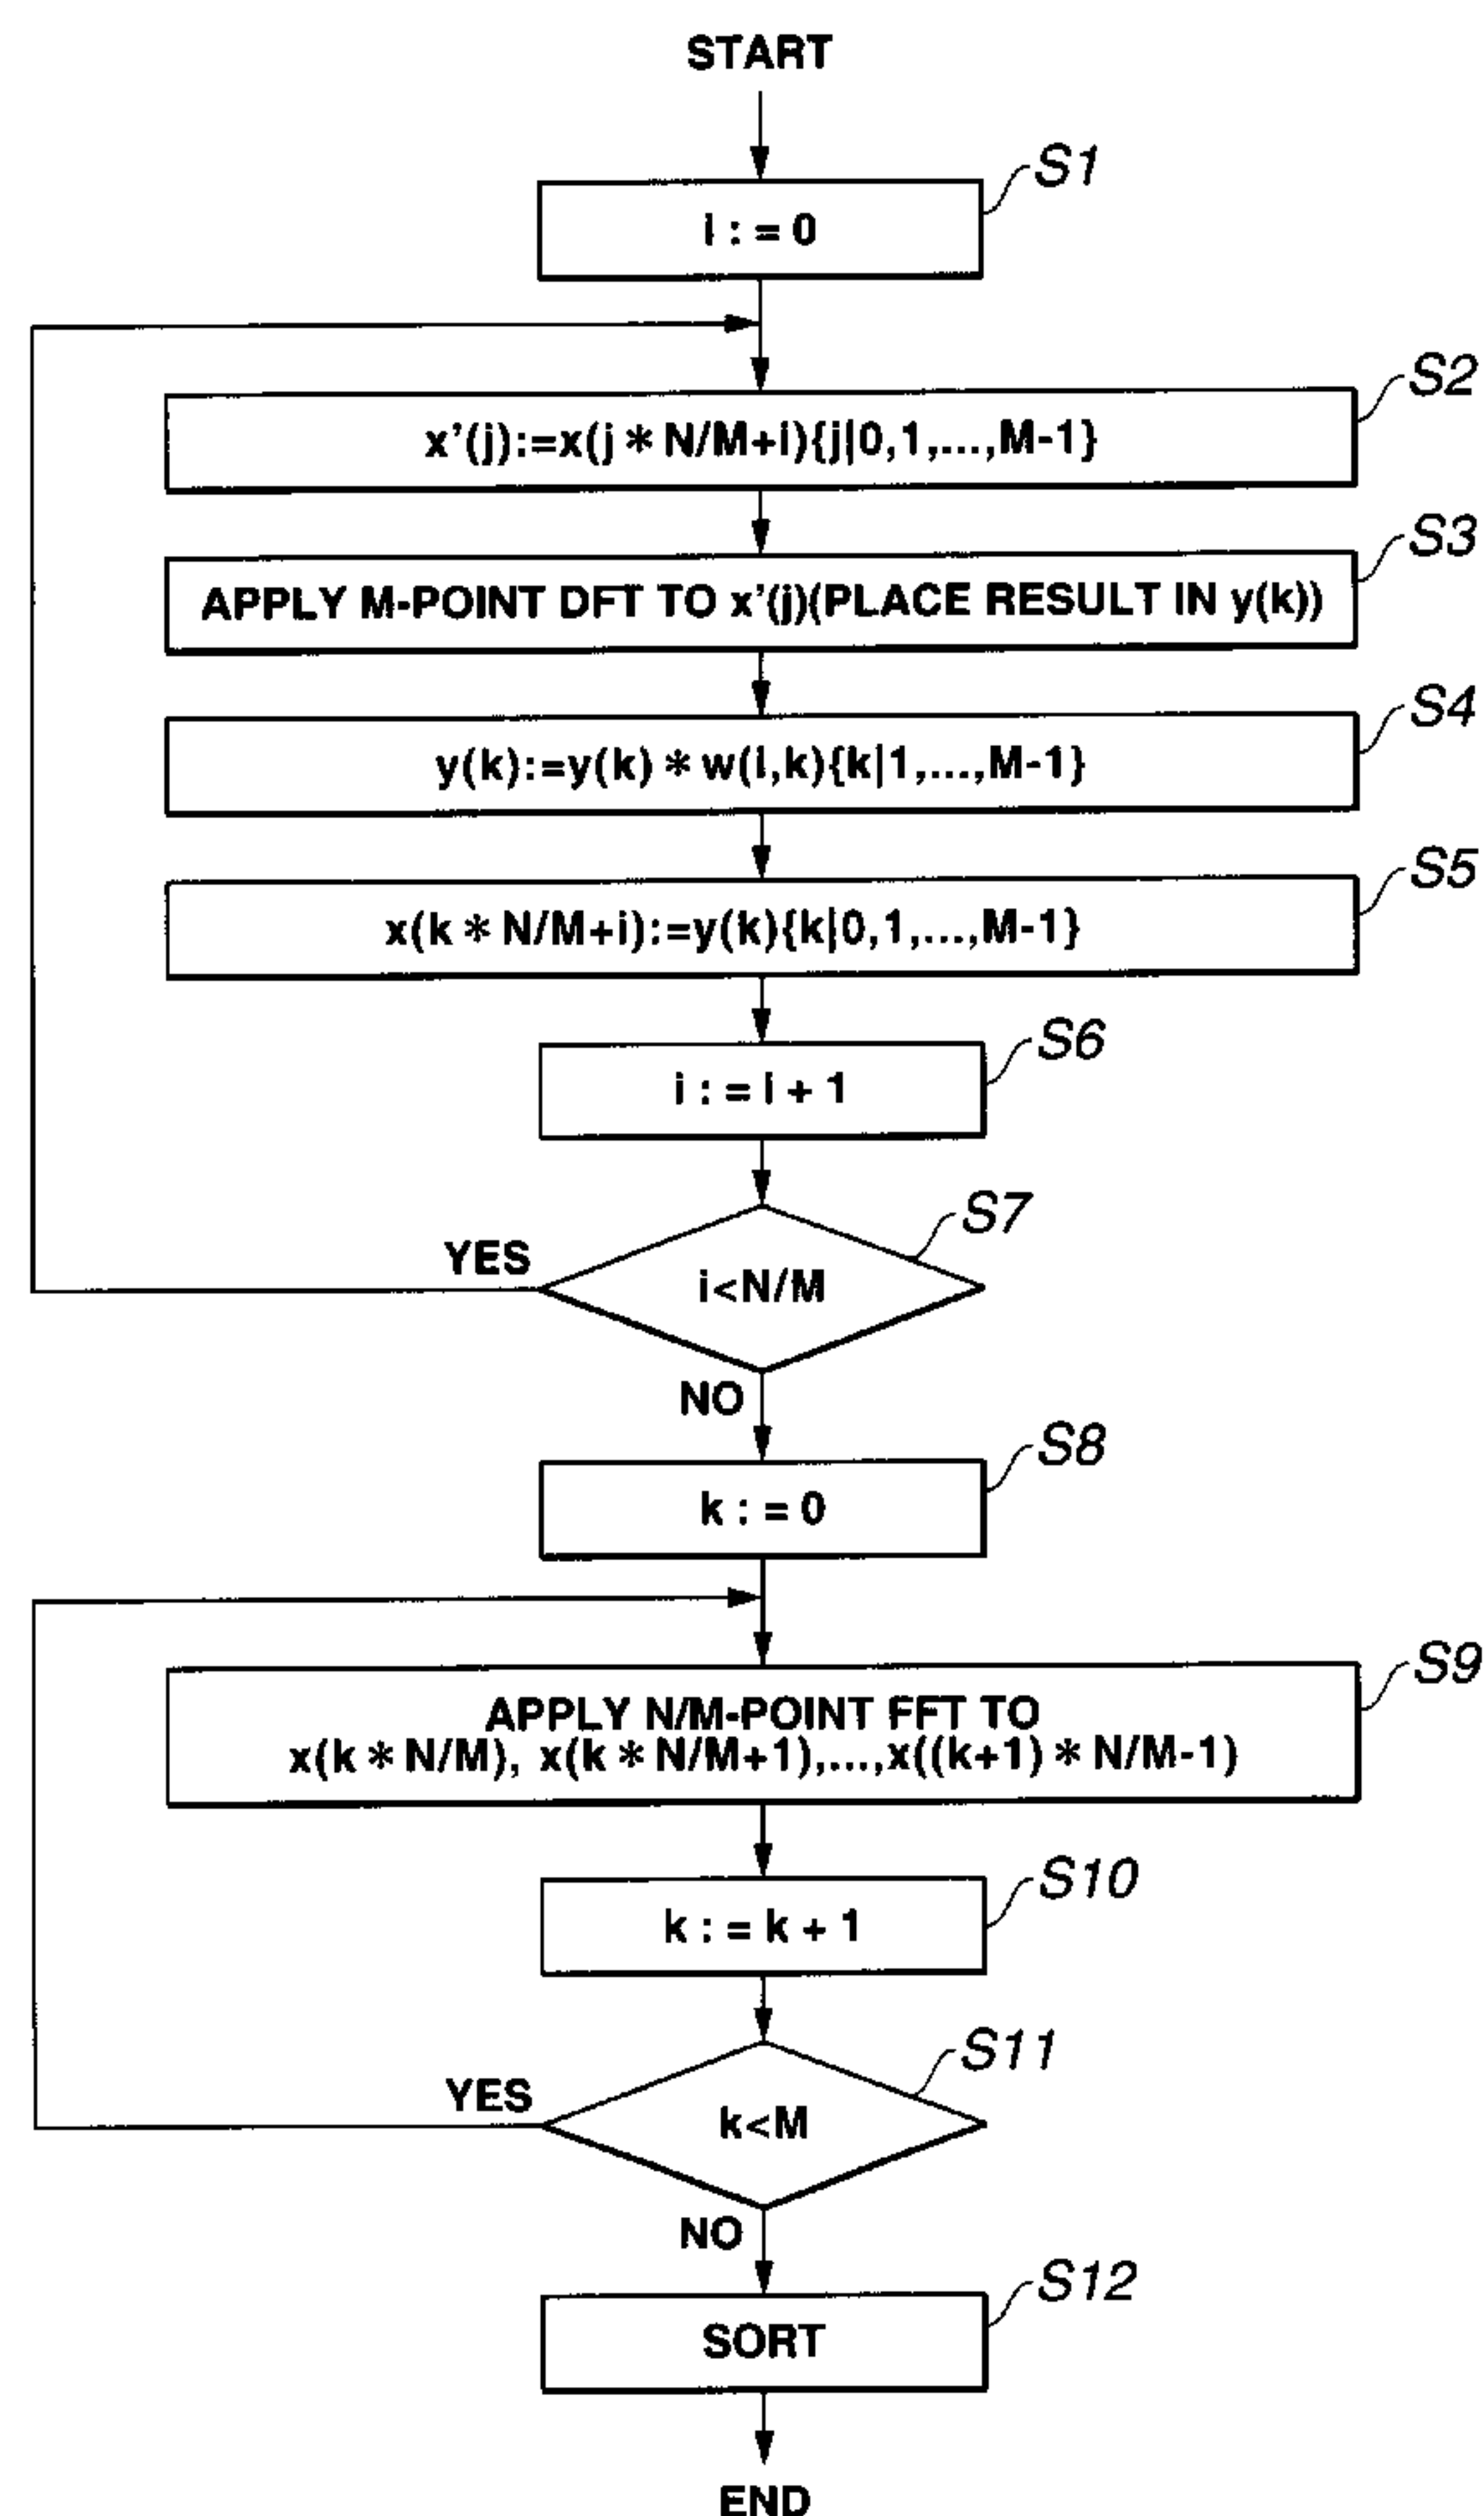 START
S1
i : = 0
S2
x'(j):=x(j * N/M+i){j|0,1,...,M-1}
S3
APPLY M-POINT DFT TO x'(j)(PLACE RESULT IN y(k))
S4
y(k):=y(k) * w(i,k){k|1,...,M-1}
S5
x(k * N/M+i):=y(k){k|0,1,...,M-1}
S6
i : = i + 1
S7
YES
i<N/M
NO
S8
k : = 0
S9
APPLY N/M-POINT FFT TO
x(k * N/M), x(k * N/M+1),...,x((k+1) * N/M-1)
S10
k : = k + 1
S11
YES
k<M
NO
S12
SORT
END